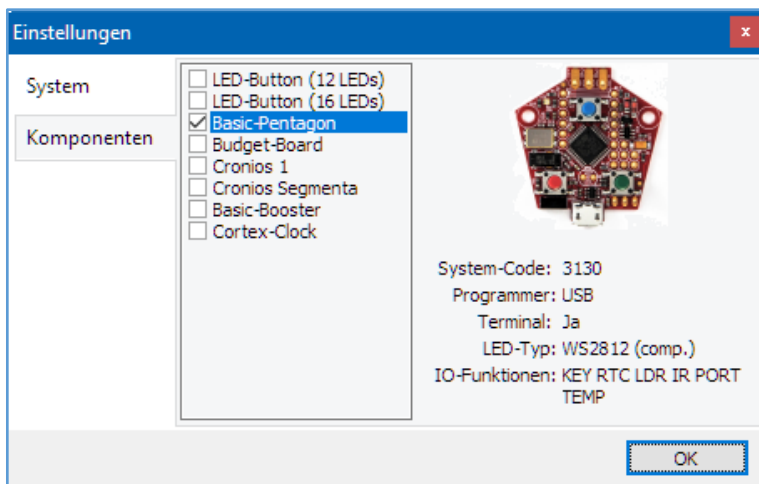 Einstellungen
x
System
Komponenten
LED-Button (12 LEDs)
LED-Button (16 LEDs)
Basic-Pentagon
Budget-Board
Cronios 1
Cronios Segmenta
Basic-Booster
Cortex-Clock
System-Code: 3130
Programmer: USB
Terminal: Ja
LED-Typ: WS2812 (comp.)
IO-Funktionen: KEY RTC LDR IR PORT
TEMP
OK